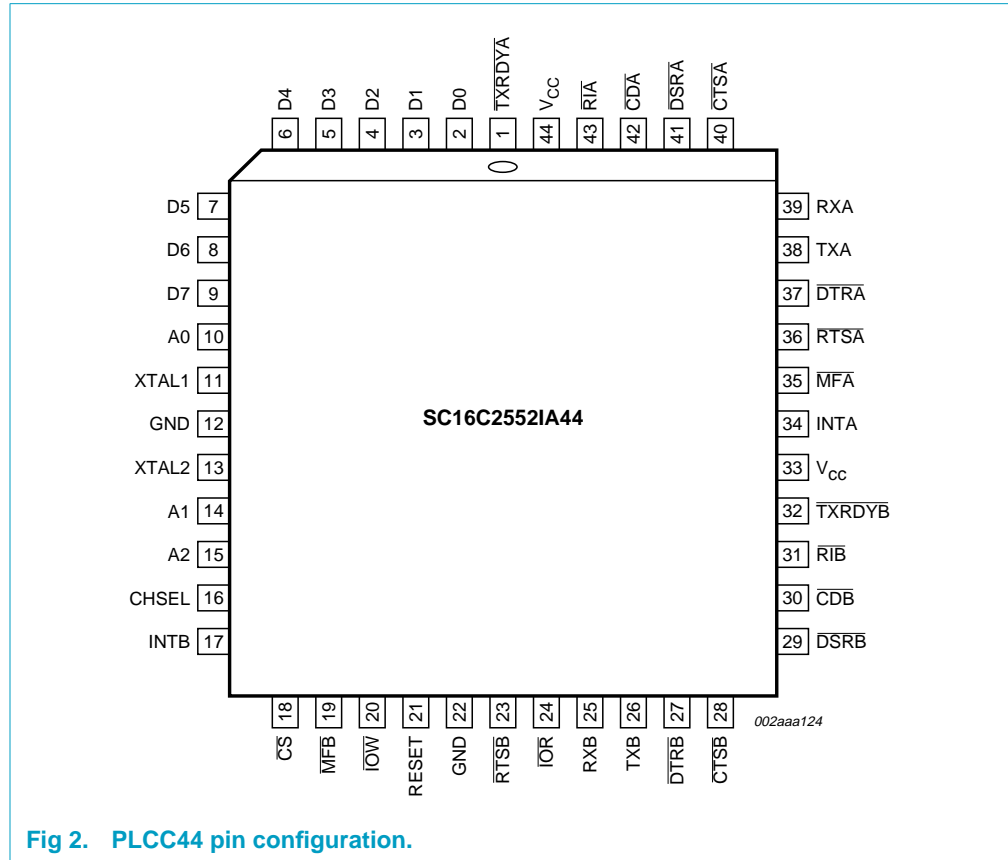 D4 D3 D2 D1 D0 TXRDYA VCC RIA CDA DSRA CTSA
6 5 4 3 2 1 44 43 42 41 40
D5 7 39 RXA
D6 8 38 TXA
D7 9 37 DTRA
A0 10 36 RTSA
XTAL1 11 35 MFA
GND 12 SC16C2552IA44 34 INTA
XTAL2 13 33 VCC
A1 14 32 TXRDYB
A2 15 31 RIB
CHSEL 16 30 CDB
INTB 17 29 DSRB
18 19 20 21 22 23 24 25 26 27 28
CS MFB IOW RESET GND RTSB IOR RXB TXB DTRB CTSB
002aaa124
Fig 2. PLCC44 pin configuration.